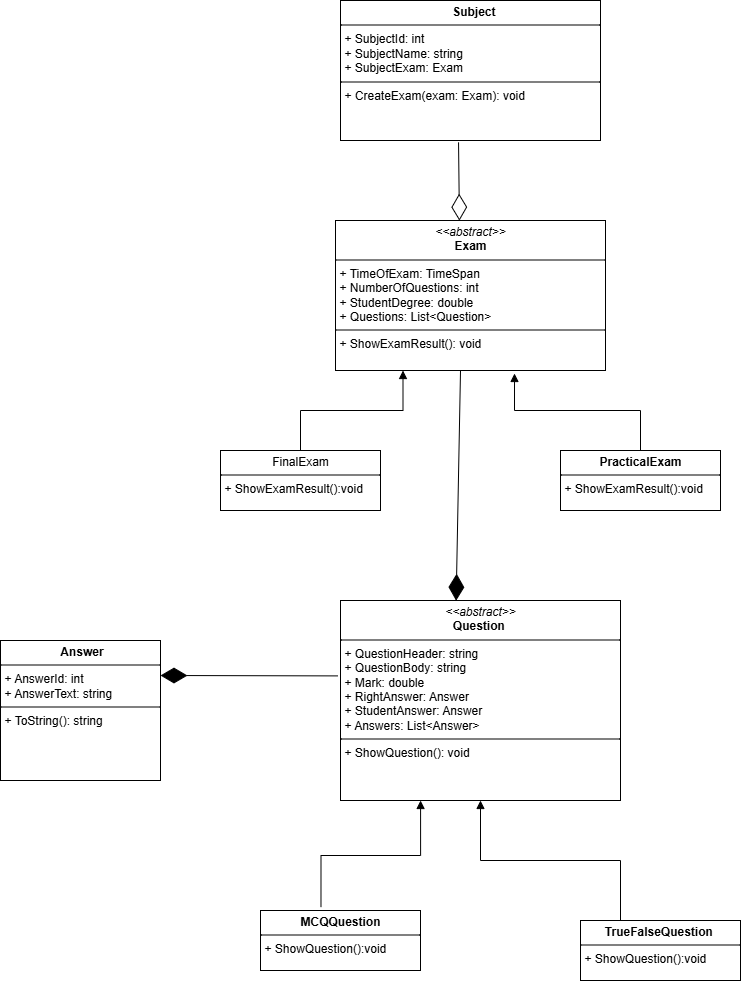 Subject
+ SubjectId: int
+ SubjectName: string
+ SubjectExam: Exam
+ CreateExam(exam: Exam): void
<<abstract>>
Exam
+ TimeOfExam: TimeSpan
+ NumberOfQuestions: int
+ StudentDegree: double
+ Questions: List<Question>
+ ShowExamResult(): void
FinalExam
+ ShowExamResult():void
PracticalExam
+ ShowExamResult():void
<<abstract>>
Question
+ QuestionHeader: string
+ QuestionBody: string
+ Mark: double
+ RightAnswer: Answer
+ StudentAnswer: Answer
+ Answers: List<Answer>
+ ShowQuestion(): void
Answer
+ AnswerId: int
+ AnswerText: string
+ ToString(): string
MCQQuestion
+ ShowQuestion():void
TrueFalseQuestion
+ ShowQuestion():void